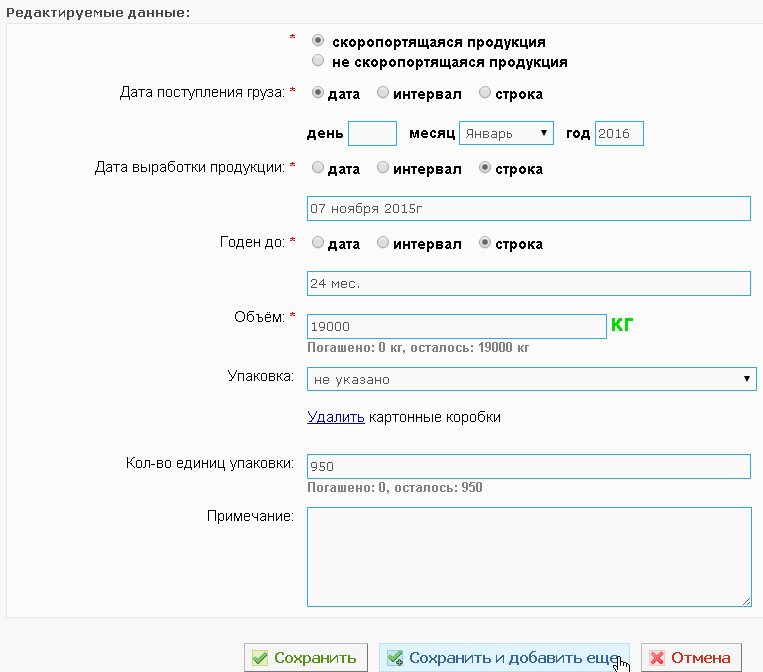 Редактируемые данные:
* скоропортящаяся продукция
не скоропортящаяся продукция
Дата поступления груза: * дата интервал строка
день месяц Январь год 2016
Дата выработки продукции: * дата интервал строка
07 ноября 2015г
Годен до: * дата интервал строка
24 мес.
Объём: * 19000 кг
Погашено: 0 кг, осталось: 19000 кг
Упаковка: не указано
Удалить картонные коробки
Кол-во единиц упаковки: 950
Погашено: 0, осталось: 950
Примечание:
Сохранить Сохранить и добавить еще Отмена